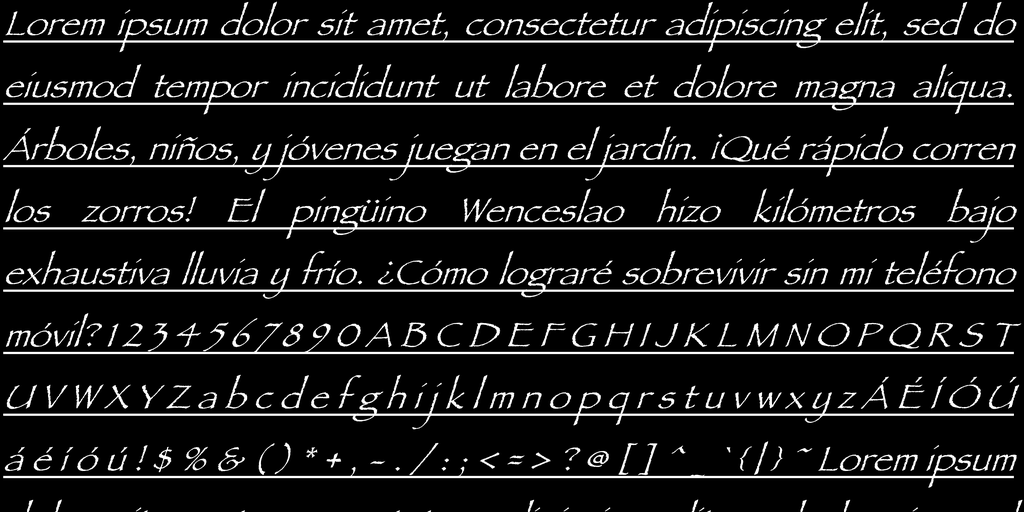 Lorem ipsum dolor sit amet, consectetur adipiscing elit, sed do
eiusmod tempor incididunt ut labore et dolore magna aliqua.
Árboles, niños, y jóvenes juegan en el jardín. ¡Qué rápido corren
los zorros! El pingüino Wenceslao hizo kilómetros bajo
exhaustiva lluvia y frío. ¿Cómo lograré sobrevivir sin mi teléfono
móvil? 1 2 3 4 5 6 7 8 9 0 A B C D E F G H I J K L M N O P Q R S T
U V W X Y Z a b c d e f g h i j k l m n o p q r s t u v w x y z Á É Í Ó Ú
á é í ó ú ! $ % & ( ) * + , - . / : ; < = > ? @ [ ] ^ _ ` { | } ~ Lorem ipsum